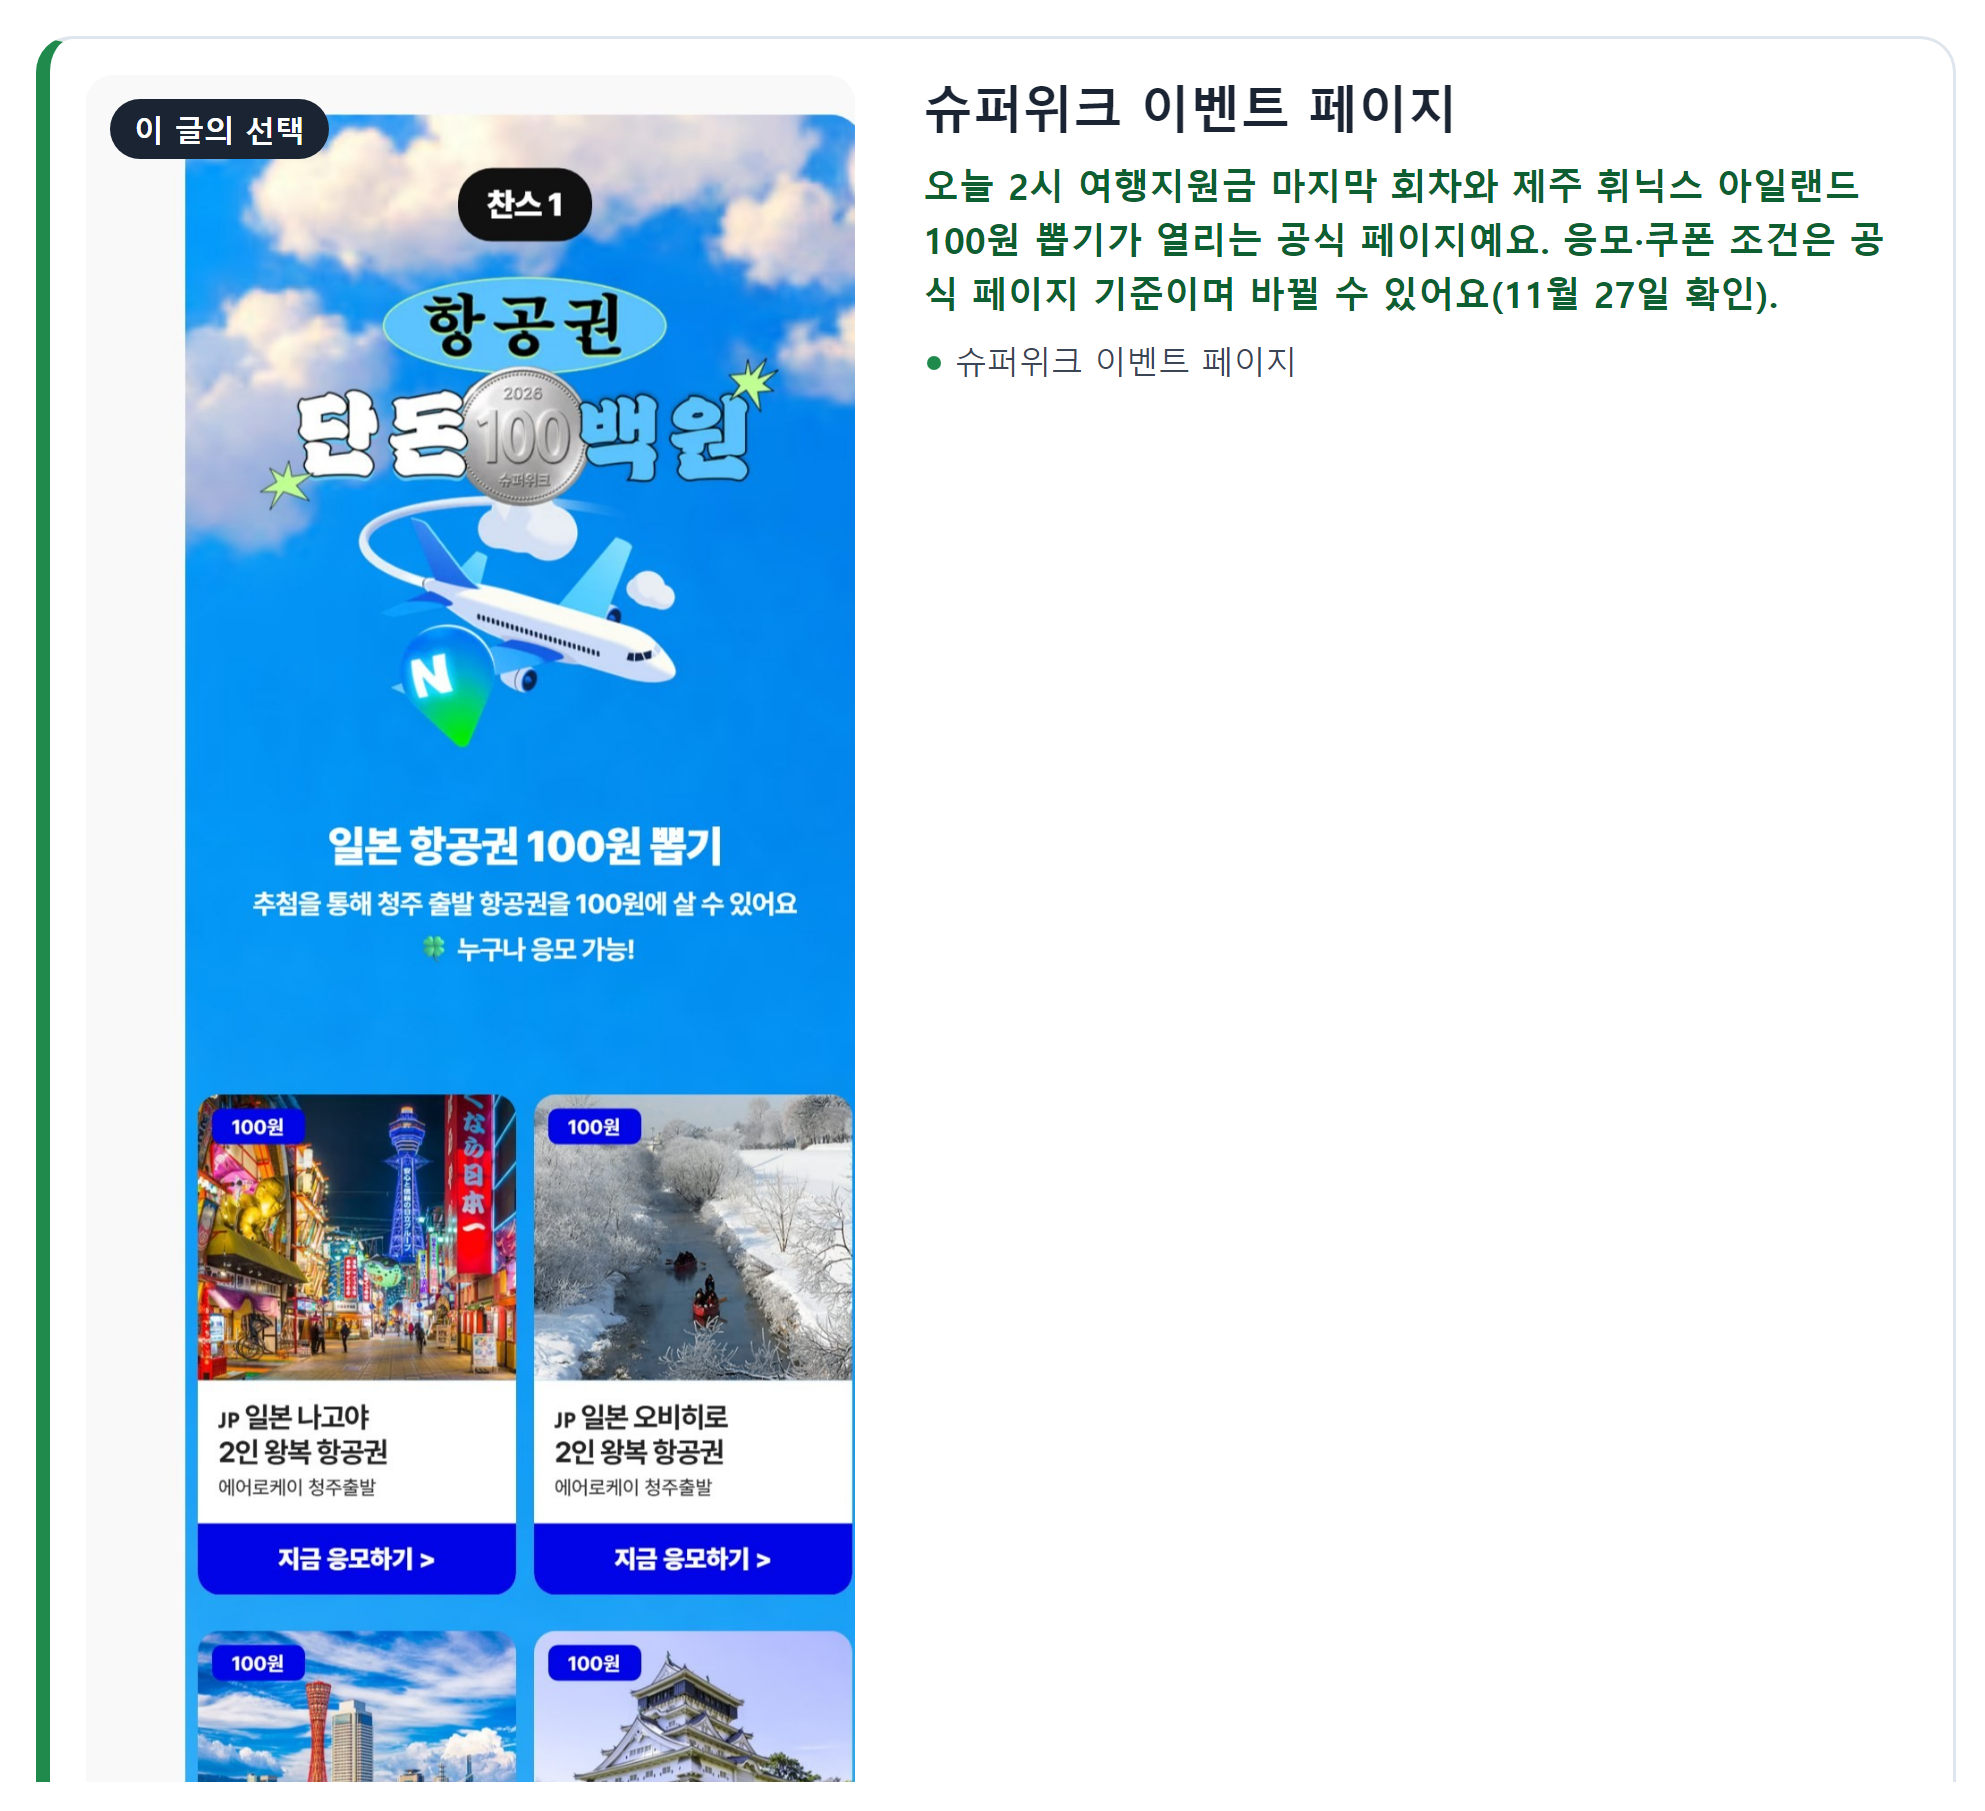 이 글의 선택
찬스 1
항공권
단돈
2026
100
슈퍼위크
백원
N
일본 항공권 100원 뽑기
추첨을 통해 청주 출발 항공권을 100원에 살 수 있어요
누구나 응모 가능!
100원
くなら日本一
JP 일본 나고야
2인 왕복 항공권
에어로케이 청주출발
지금 응모하기 >
100원
JP 일본 오비히로
2인 왕복 항공권
에어로케이 청주출발
지금 응모하기 >
100원
100원
슈퍼위크 이벤트 페이지
오늘 2시 여행지원금 마지막 회차와 제주 휘닉스 아일랜드
100원 뽑기가 열리는 공식 페이지예요. 응모·쿠폰 조건은 공
식 페이지 기준이며 바뀔 수 있어요(11월 27일 확인).
슈퍼위크 이벤트 페이지